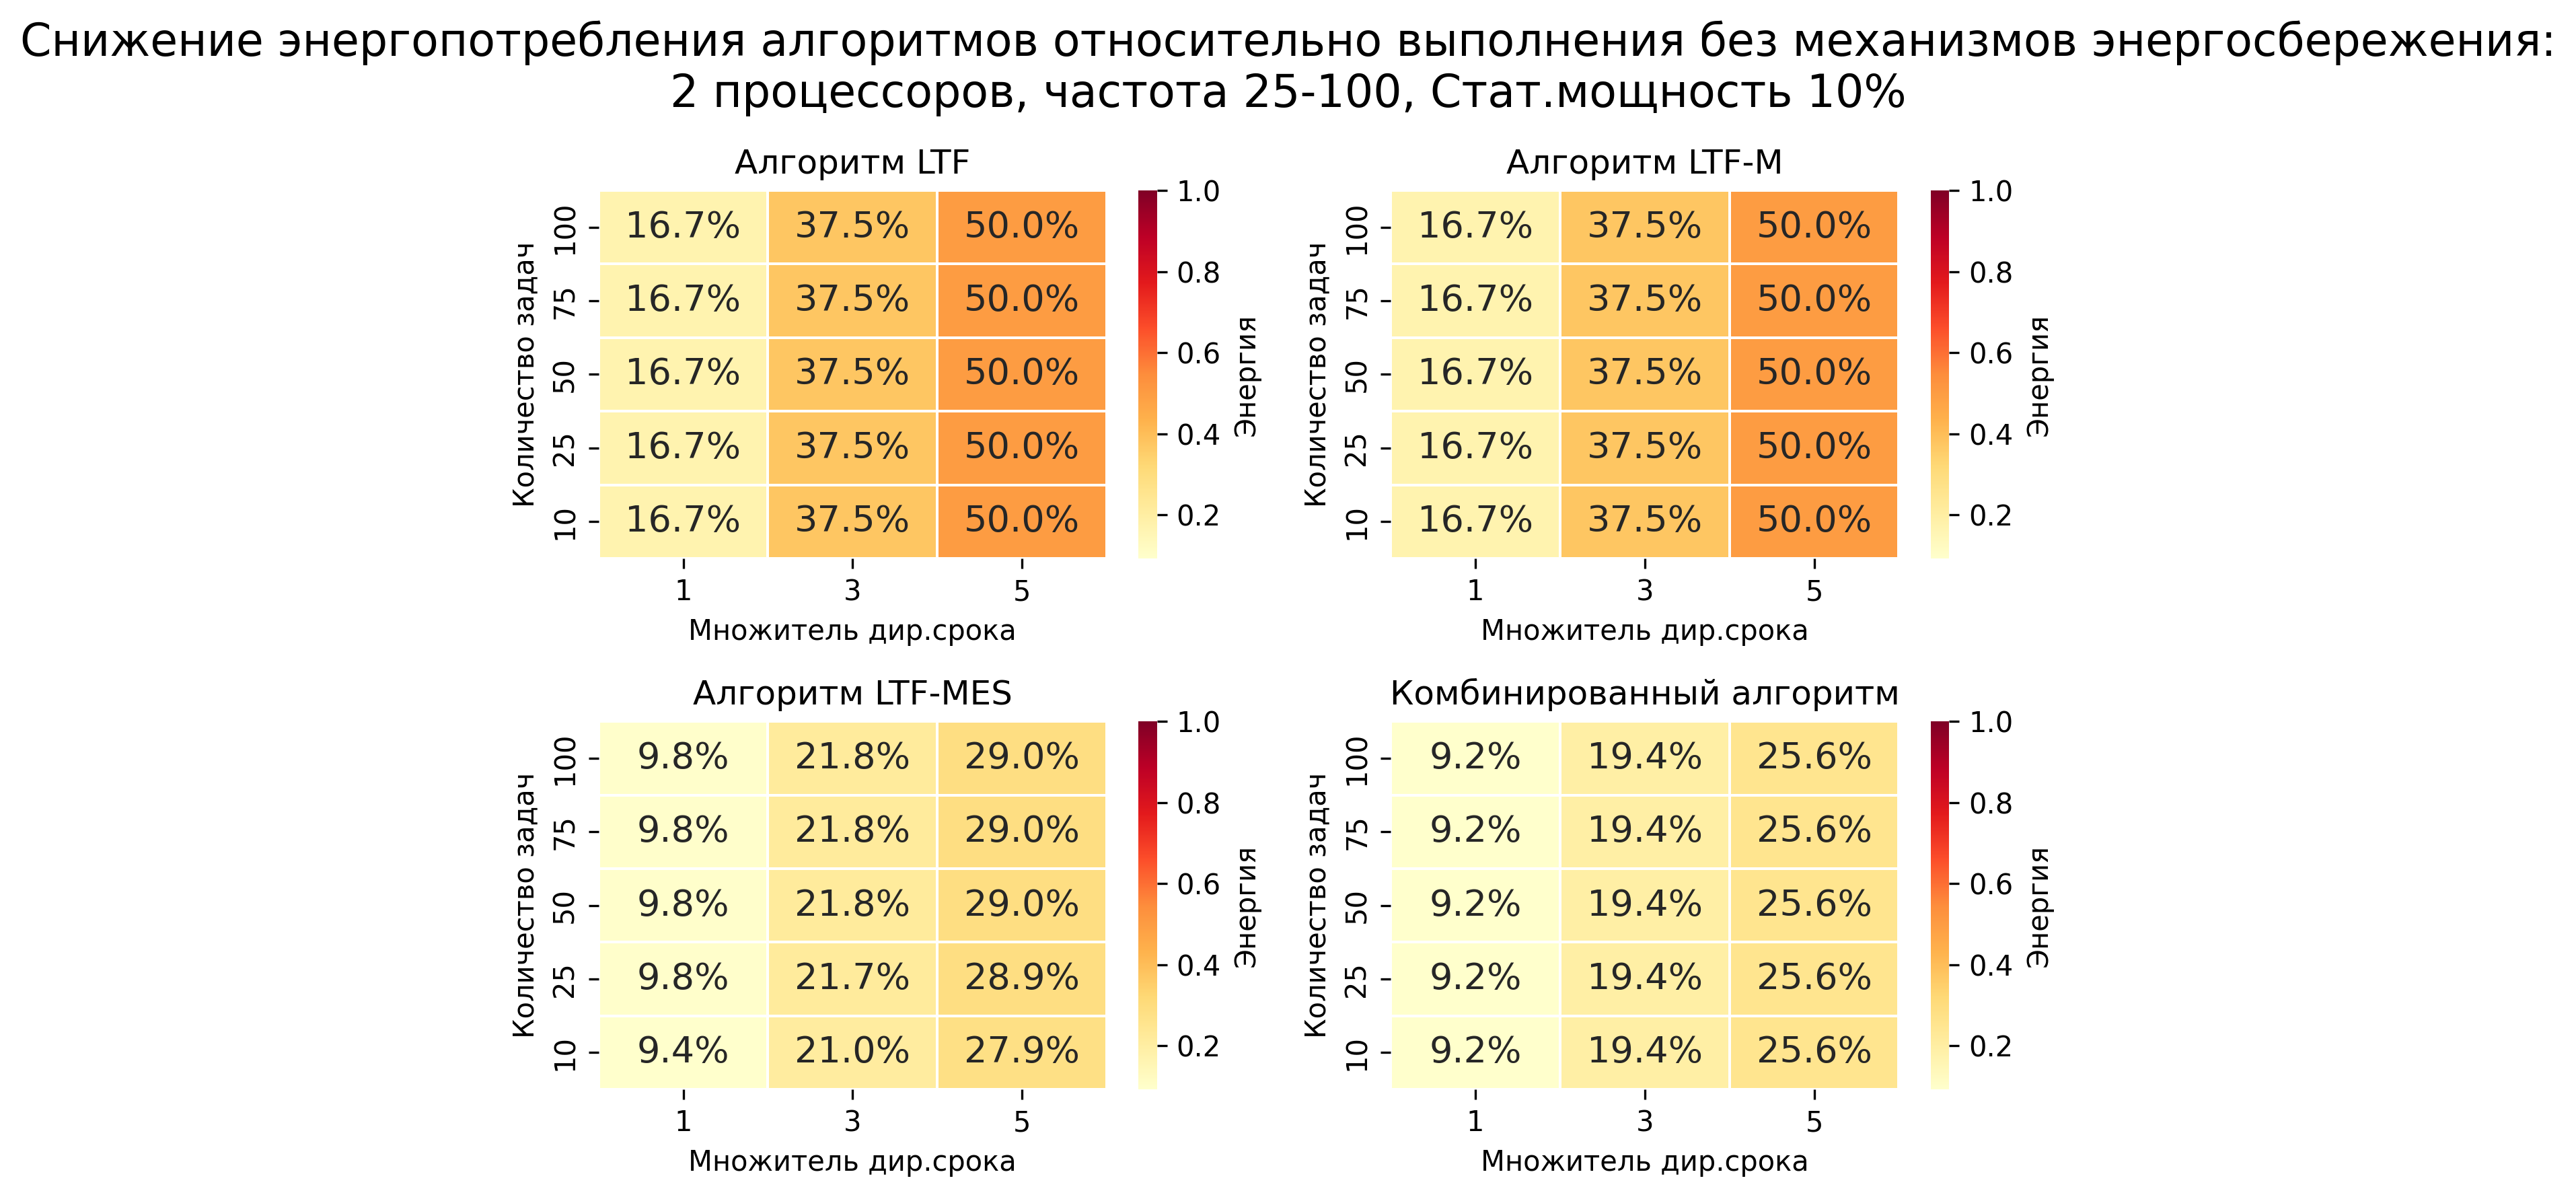 Снижение энергопотребления алгоритмов относительно выполнения без механизмов энергосбережения:
2 процессоров, частота 25-100, Стат.мощность 10%
Алгоритм LTF
Количество задач
100 16.7% 37.5% 50.0%
75 16.7% 37.5% 50.0%
50 16.7% 37.5% 50.0%
25 16.7% 37.5% 50.0%
10 16.7% 37.5% 50.0%
1 3 5
Множитель дир.срока
1.0
0.8
0.6
0.4
0.2
Энергия
Алгоритм LTF-M
Количество задач
100 16.7% 37.5% 50.0%
75 16.7% 37.5% 50.0%
50 16.7% 37.5% 50.0%
25 16.7% 37.5% 50.0%
10 16.7% 37.5% 50.0%
1 3 5
Множитель дир.срока
1.0
0.8
0.6
0.4
0.2
Энергия
Алгоритм LTF-MES
Количество задач
100 9.8% 21.8% 29.0%
75 9.8% 21.8% 29.0%
50 9.8% 21.8% 29.0%
25 9.8% 21.7% 28.9%
10 9.4% 21.0% 27.9%
1 3 5
Множитель дир.срока
1.0
0.8
0.6
0.4
0.2
Энергия
Комбинированный алгоритм
Количество задач
100 9.2% 19.4% 25.6%
75 9.2% 19.4% 25.6%
50 9.2% 19.4% 25.6%
25 9.2% 19.4% 25.6%
10 9.2% 19.4% 25.6%
1 3 5
Множитель дир.срока
1.0
0.8
0.6
0.4
0.2
Энергия